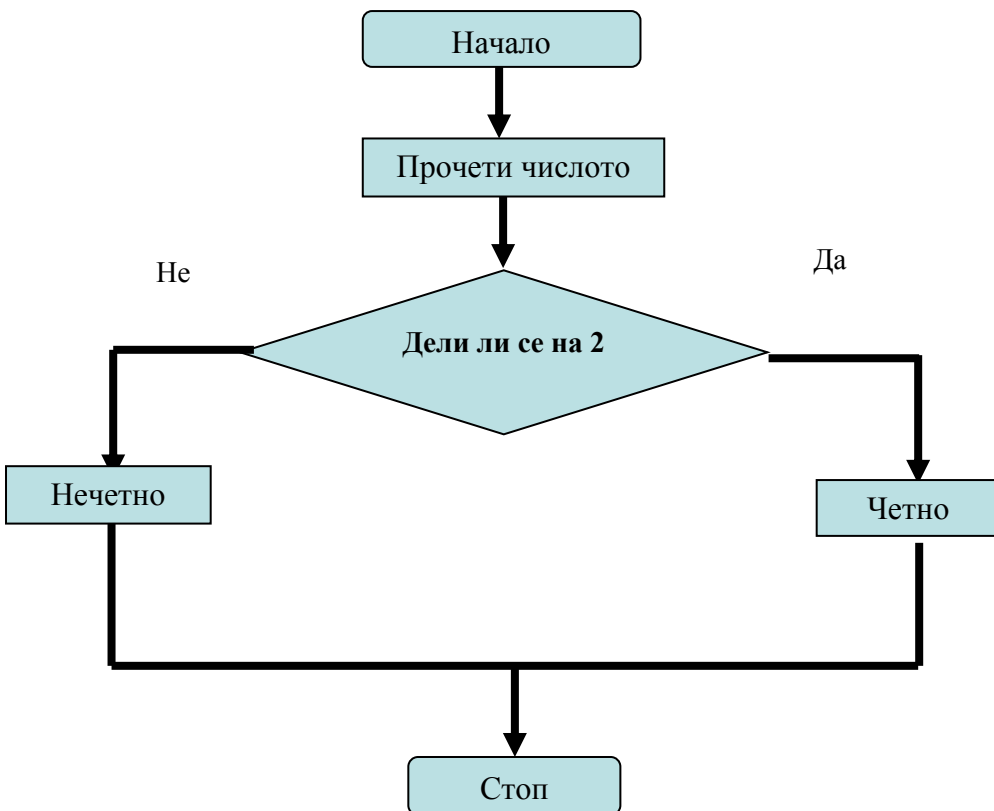 Начало
Прочети числото
Не
Да
Дели ли се на 2
Нечетно
Четно
Стоп